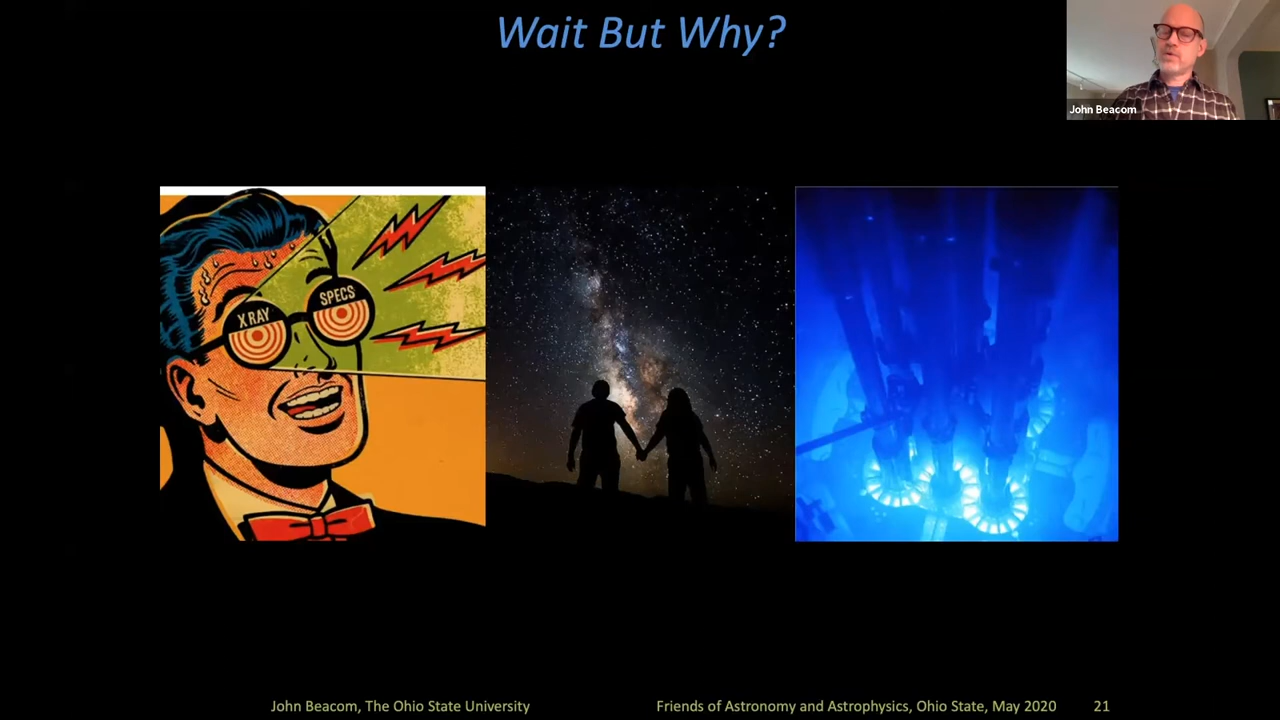 Wait But Why?
John Beacom
X RAY
SPECS
John Beacom, The Ohio State University
Friends of Astronomy and Astrophysics, Ohio State, May 2020
21